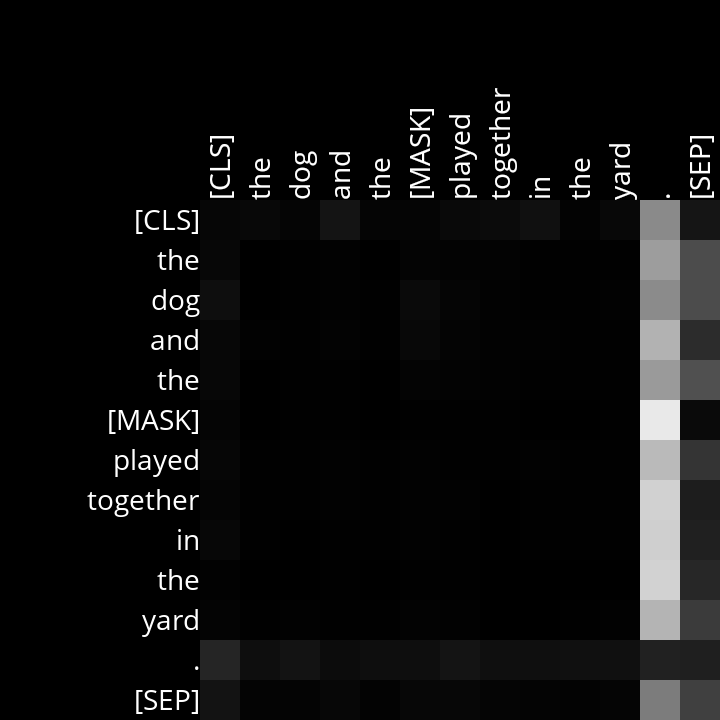 [CLS] the dog and the [MASK] played together in the yard . [SEP]
[CLS]
the
dog
and
the
[MASK]
played
together
in
the
yard
.
[SEP]